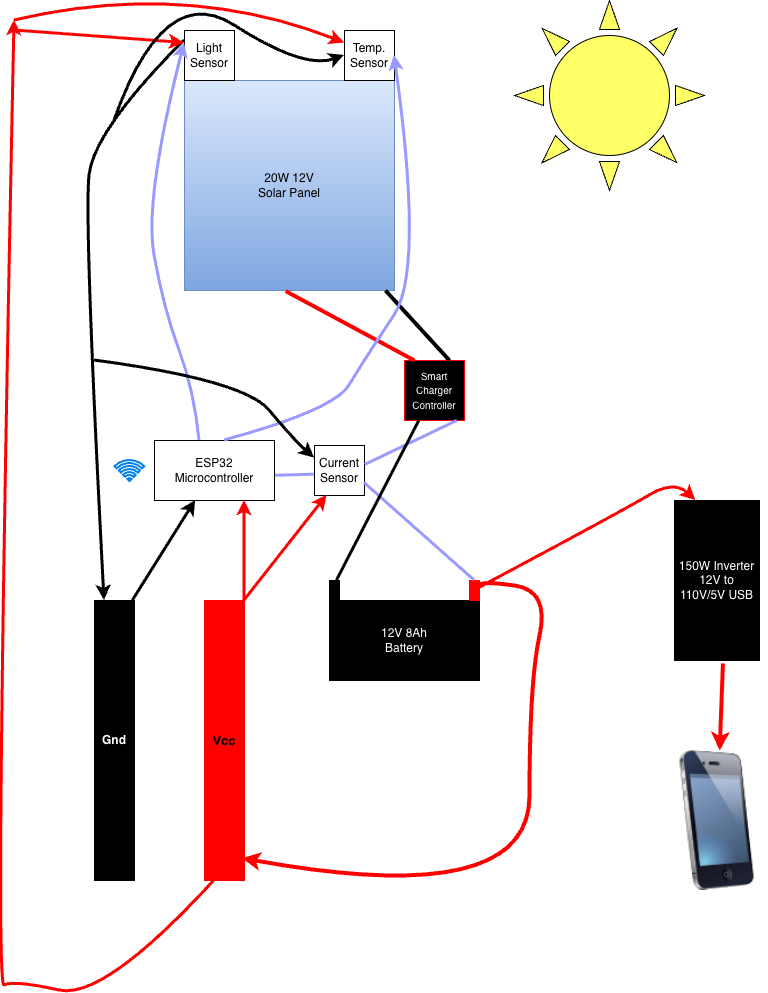 Light
Sensor
Temp.
Sensor
20W 12V
Solar Panel
Smart
Charger
Controller
ESP32
Microcontroller
Current
Sensor
150W Inverter
12V to
110V/5V USB
12V 8Ah
Battery
Gnd
Vcc